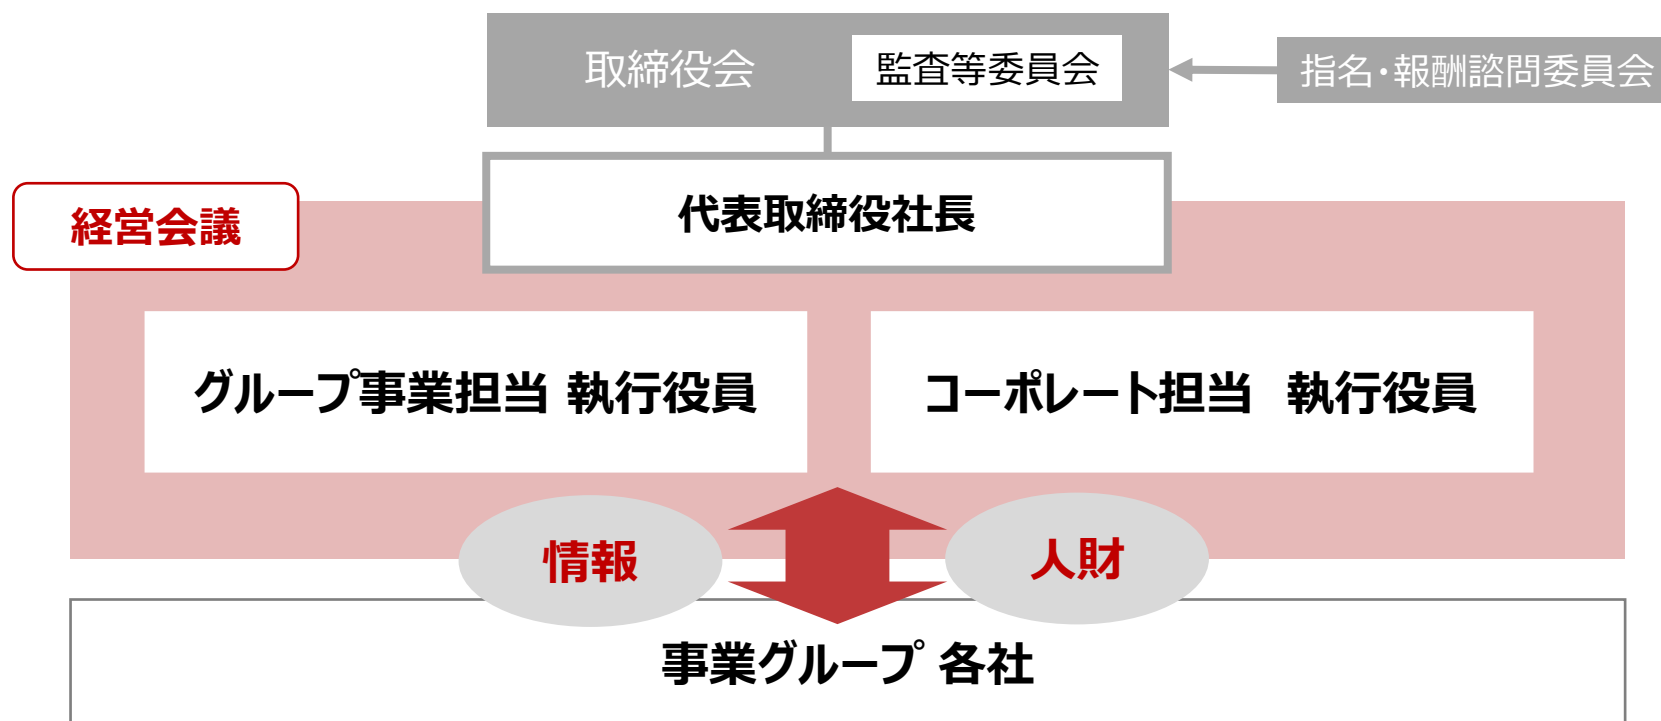 取締役会
監査等委員会
指名・報酬諮問委員会
代表取締役社長
経営会議
グループ事業担当 執行役員
コーポレート担当　執行役員
情報
人財
事業グループ 各社